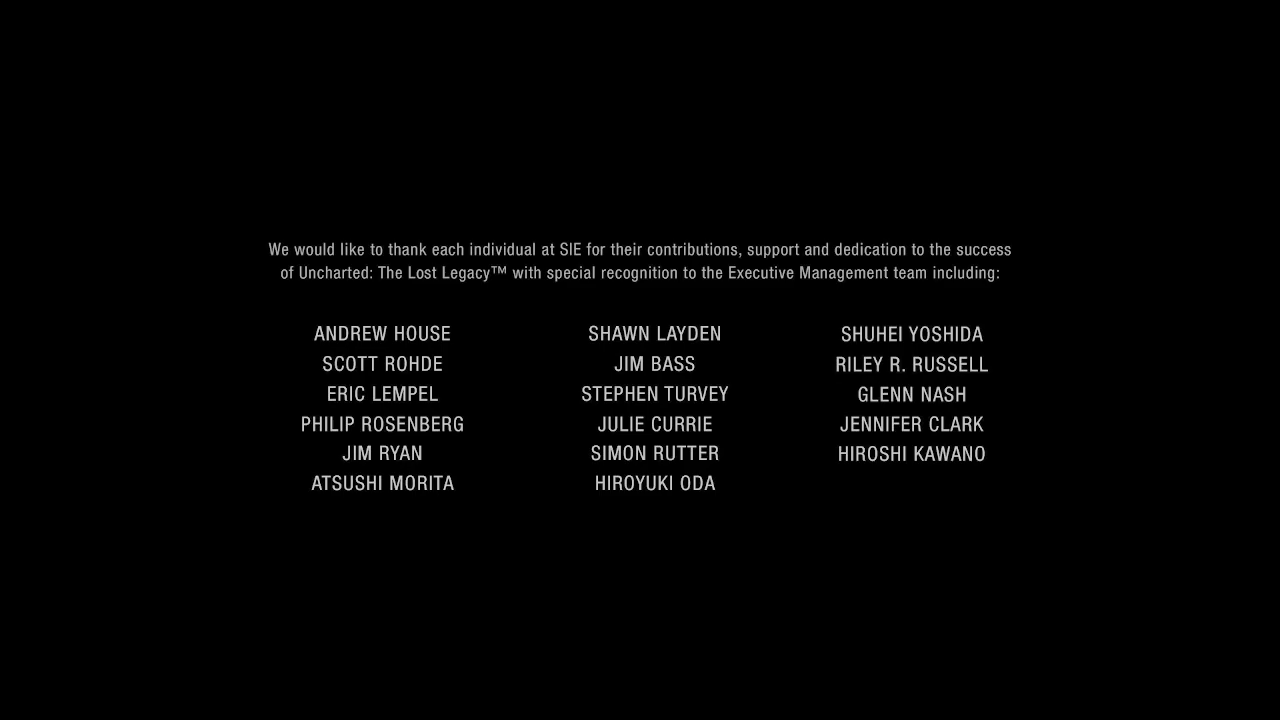 We would like to thank each individual at SIE for their contributions, support and dedication to the success
of Uncharted: The Lost Legacy™ with special recognition to the Executive Management team including:
ANDREW HOUSE SHAWN LAYDEN SHUHEI YOSHIDA
SCOTT ROHDE JIM BASS RILEY R. RUSSELL
ERIC LEMPEL STEPHEN TURVEY GLENN NASH
PHILIP ROSENBERG JULIE CURRIE JENNIFER CLARK
JIM RYAN SIMON RUTTER HIROSHI KAWANO
ATSUSHI MORITA HIROYUKI ODA